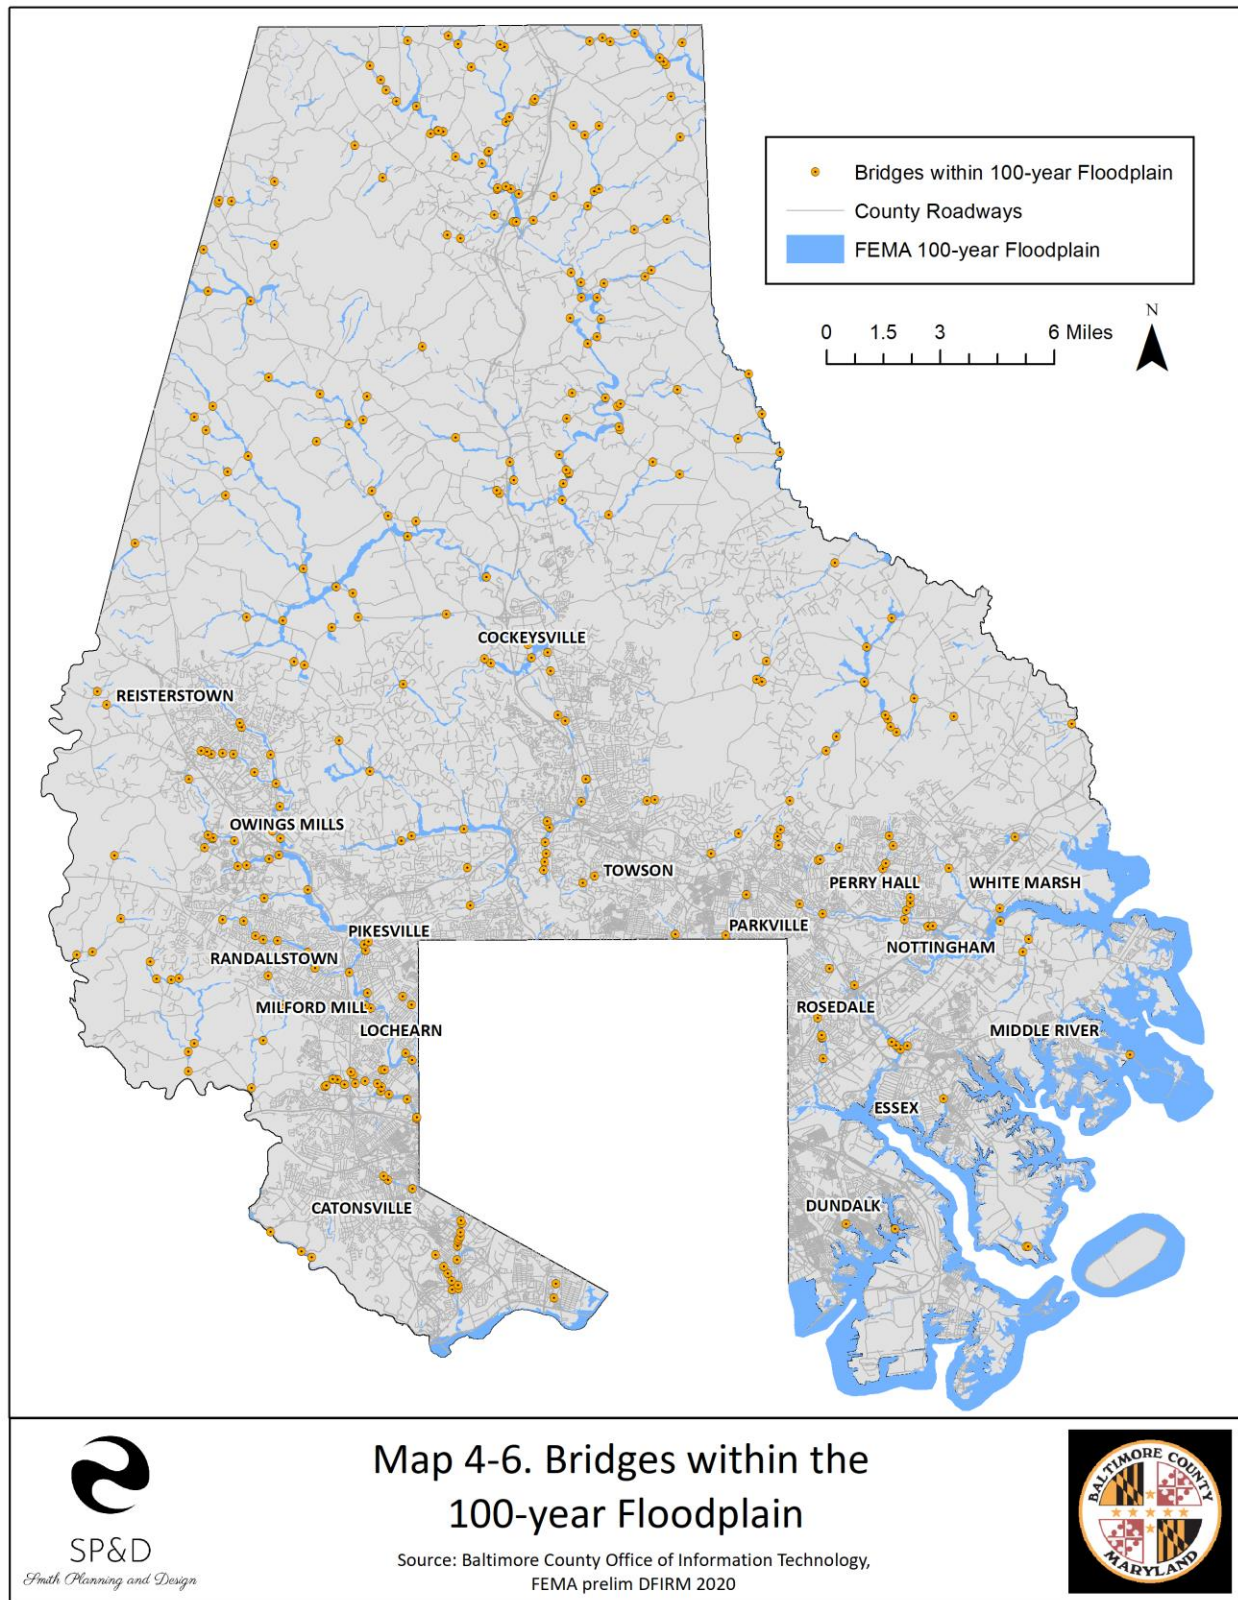 Bridges within 100-year Floodplain
County Roadways
FEMA 100-year Floodplain
N
0 1.5 3 6 Miles
COCKEYSVILLE
REISTERSTOWN
OWINGS MILLS
TOWSON
PERRY HALL
WHITE MARSH
PARKVILLE
PIKESVILLE
NOTTINGHAM
RANDALLSTOWN
MILFORD MILL
ROSEDALE
LOCHEARN
MIDDLE RIVER
ESSEX
CATONSVILLE
DUNDALK
SP&D
Smith Planning and Design
Map 4-6. Bridges within the
100-year Floodplain
Source: Baltimore County Office of Information Technology,
FEMA prelim DFIRM 2020
BALTIMORE COUNTY
MARYLAND